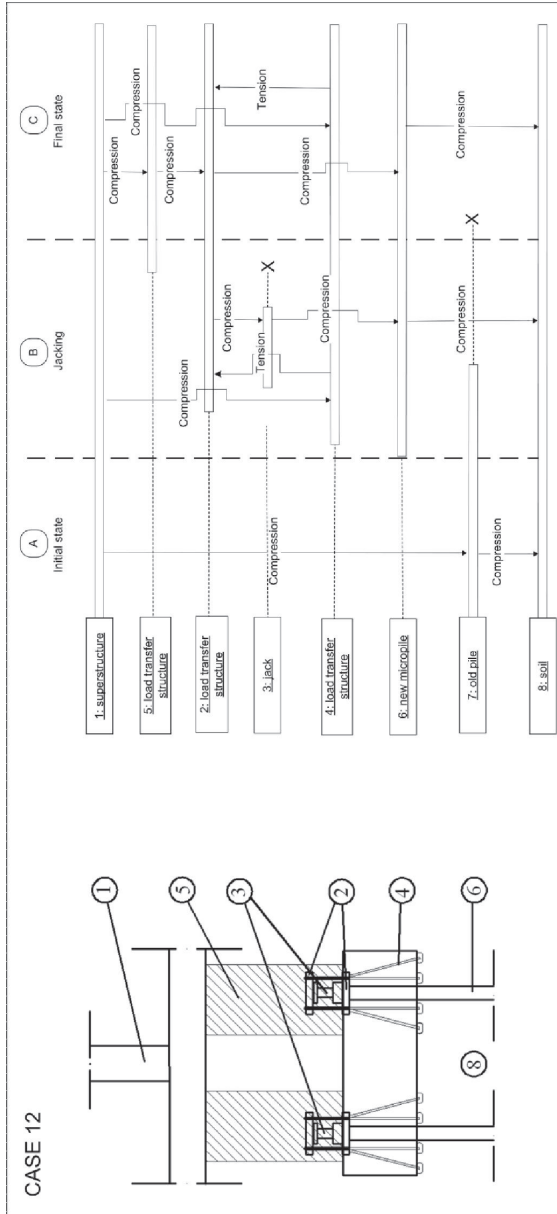 CASE 12
1
5
3
2
4
6
8
1: superstructure
5: load transfer
structure
2: load transfer
structure
3: jack
4: load transfer
structure
6: new micropile
7: old pile
8: soil
A
Initial state
B
Jacking
C
Final state
Compression
Compression
Compression
Compression
Tension
Compression
Compression
Compression
X
X
Compression
Compression
Compression
Compression
Tension
Compression
Compression